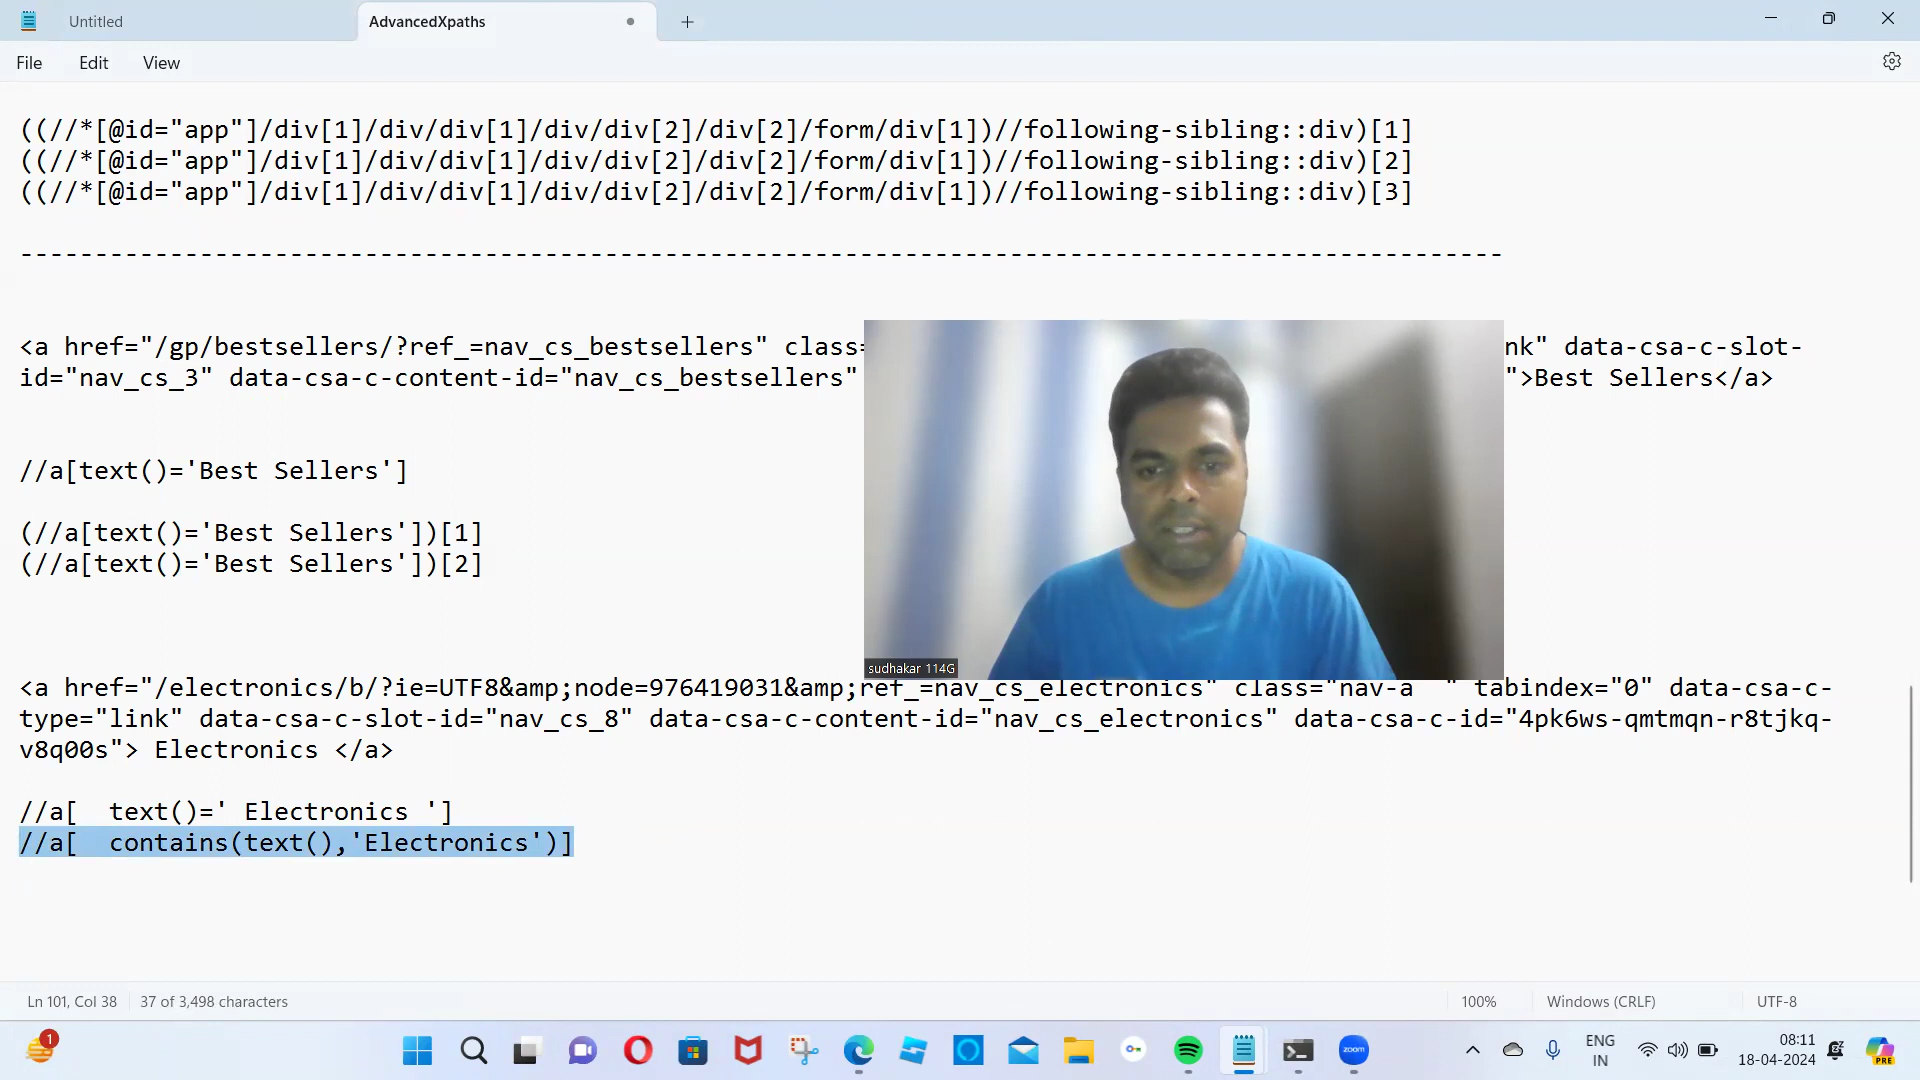 Untitled
AdvancedXpaths
File Edit View
((//*[@id="app"]/div[1]/div/div[1]/div/div[2]/div[2]/form/div[1])//following-sibling::div)[1]
((//*[@id="app"]/div[1]/div/div[1]/div/div[2]/div[2]/form/div[1])//following-sibling::div)[2]
((//*[@id="app"]/div[1]/div/div[1]/div/div[2]/div[2]/form/div[1])//following-sibling::div)[3]
---------------------------------------------------------------------------------------------------
<a href="/gp/bestsellers/?ref_=nav_cs_bestsellers" class= nk" data-csa-c-slot-
id="nav_cs_3" data-csa-c-content-id="nav_cs_bestsellers" ">Best Sellers</a>
//a[text()='Best Sellers']
(//a[text()='Best Sellers'])[1]
(//a[text()='Best Sellers'])[2]
sudhakar 114G
<a href="/electronics/b/?ie=UTF8&amp;node=976419031&amp;ref_=nav_cs_electronics" class="nav-a  " tabindex="0" data-csa-c-
type="link" data-csa-c-slot-id="nav_cs_8" data-csa-c-content-id="nav_cs_electronics" data-csa-c-id="4pk6ws-qmtmqn-r8tjkq-
v8q00s"> Electronics </a>
//a[  text()=' Electronics ']
//a[  contains(text(),'Electronics')]
Ln 101, Col 38 37 of 3,498 characters 100% Windows (CRLF) UTF-8
1
zoom
ENG
IN
08:11
18-04-2024
PRE